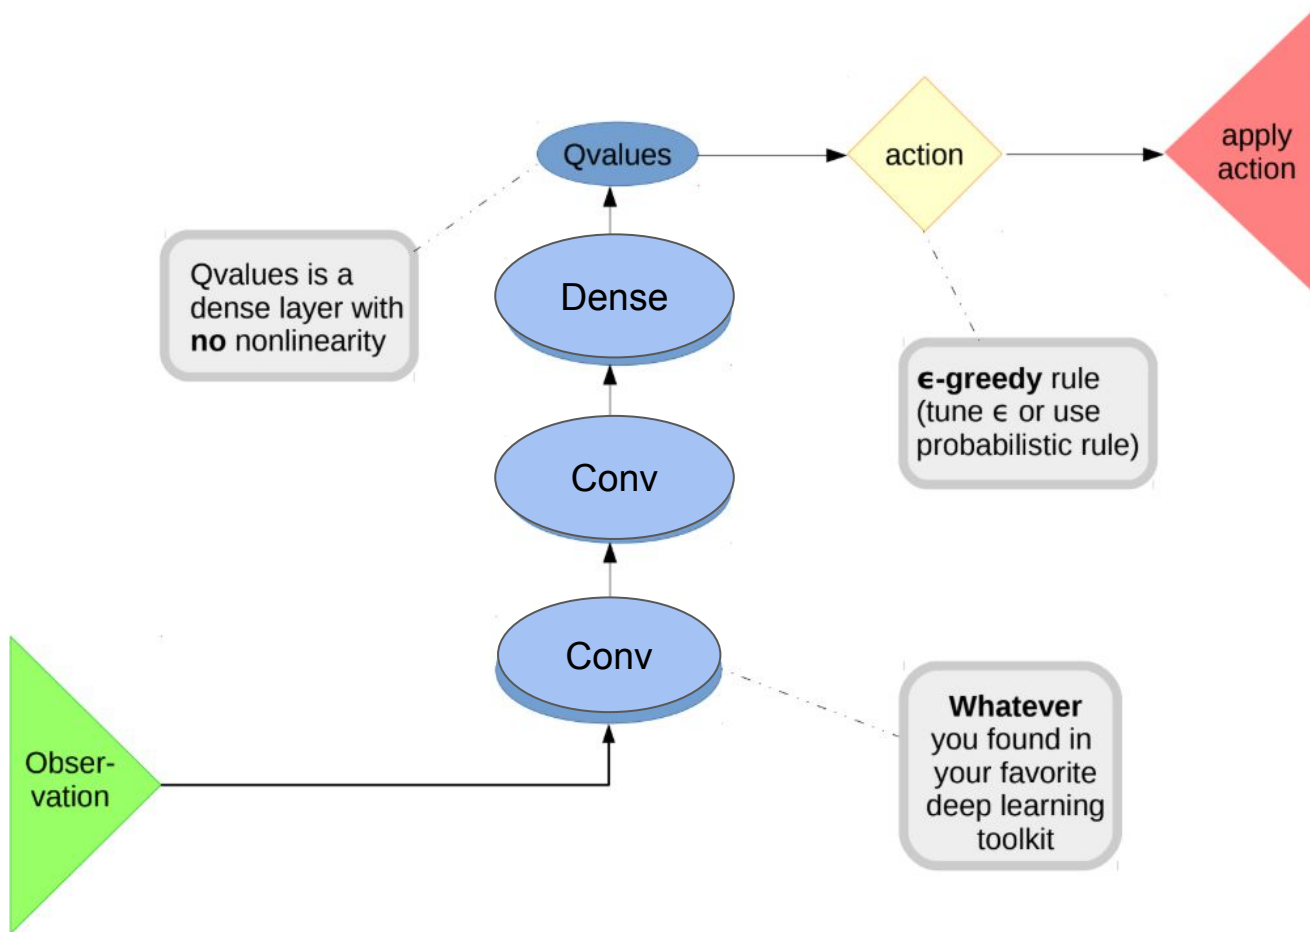 Qvalues
action
apply
action
Qvalues is a
dense layer with
no nonlinearity
Dense
ϵ-greedy rule
(tune ϵ or use
probabilistic rule)
Conv
Conv
Obser-
vation
Whatever
you found in
your favorite
deep learning
toolkit